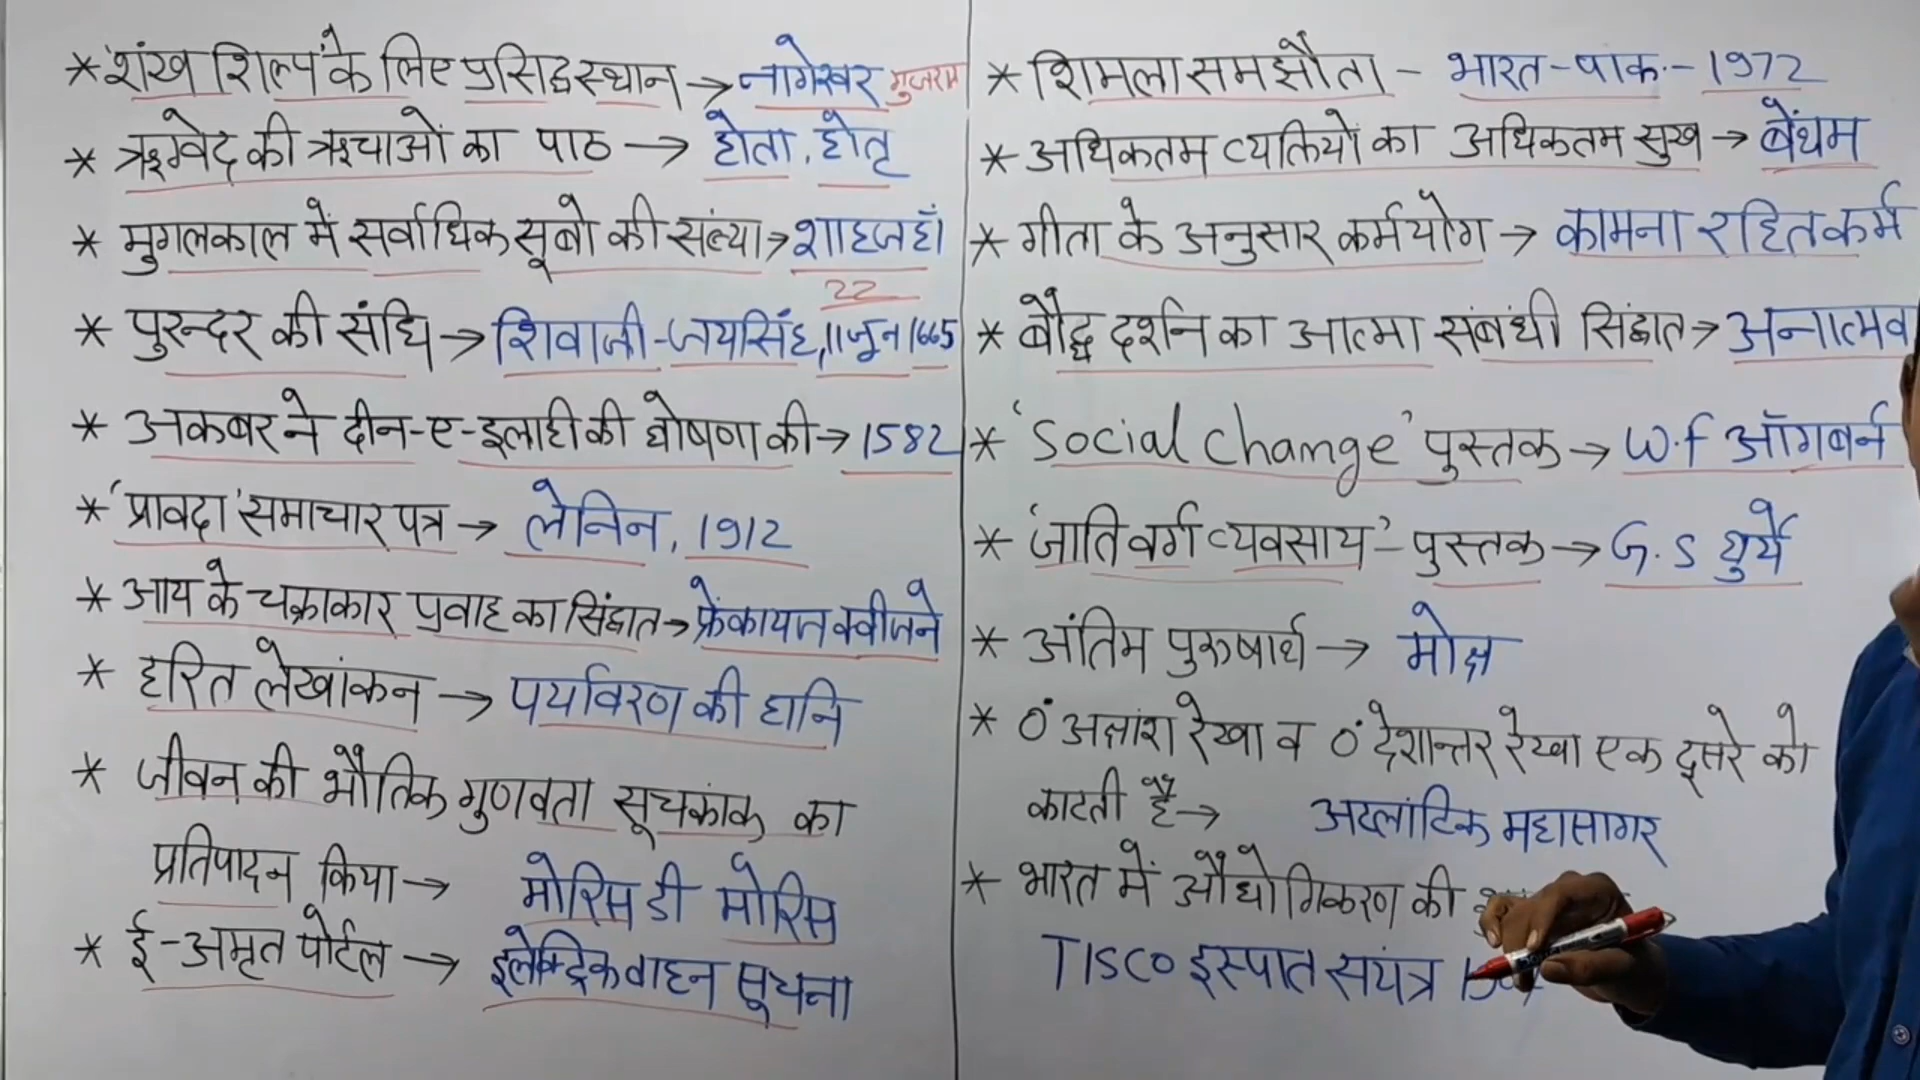 * 'शंख शिल्प' के लिए प्रसिद्ध स्थान → नागेश्वर गुजरात
* ऋग्वेद की ऋचाओं का पाठ → होता, होतृ
* मुगलकाल में सर्वाधिक सूबो की संख्या → शाहजहाँ
22
* पुरन्दर की संधि → शिवाजी - जयसिंह, 11 जून 1665
* अकबर ने दीन-ए-इलाही की घोषणा की → 1582
* 'प्रावदा' समाचार पत्र → लेनिन, 1912
* आय के चक्राकार प्रवाह का सिंद्धात → फ्रेंकायज क्वीजने
* हरित लेखांकन → पर्यावरण की हानि
* जीवन की भौतिक गुणवता सूचकांक का
प्रतिपादन किया → मोरिस डी मोरिस
* ई-अमृत पोर्टल → इलेक्ट्रिक वाहन सूचना
* शिमला समझौता - भारत-पाक - 1972
* अधिकतम व्यक्तियों का अधिकतम सुख → बेंथम
* गीता के अनुसार कर्मयोग → कामना रहित कर्म
* बौद्ध दर्शन का आत्मा संबंधी सिंद्धात → अनात्मव
* 'Social Change' पुस्तक → W.F ऑगबर्न
* 'जाति वर्ग व्यवसाय' - पुस्तक → G.S घुर्ये
* अंतिम पुरुषार्थ → मोक्ष
* 0° अक्षांश रेखा व 0° देशान्तर रेखा एक दूसरे को
काटती है → अटलांटिक महासागर
* भारत में औधोगिकरण की
TISCO इस्पात सयंत्र